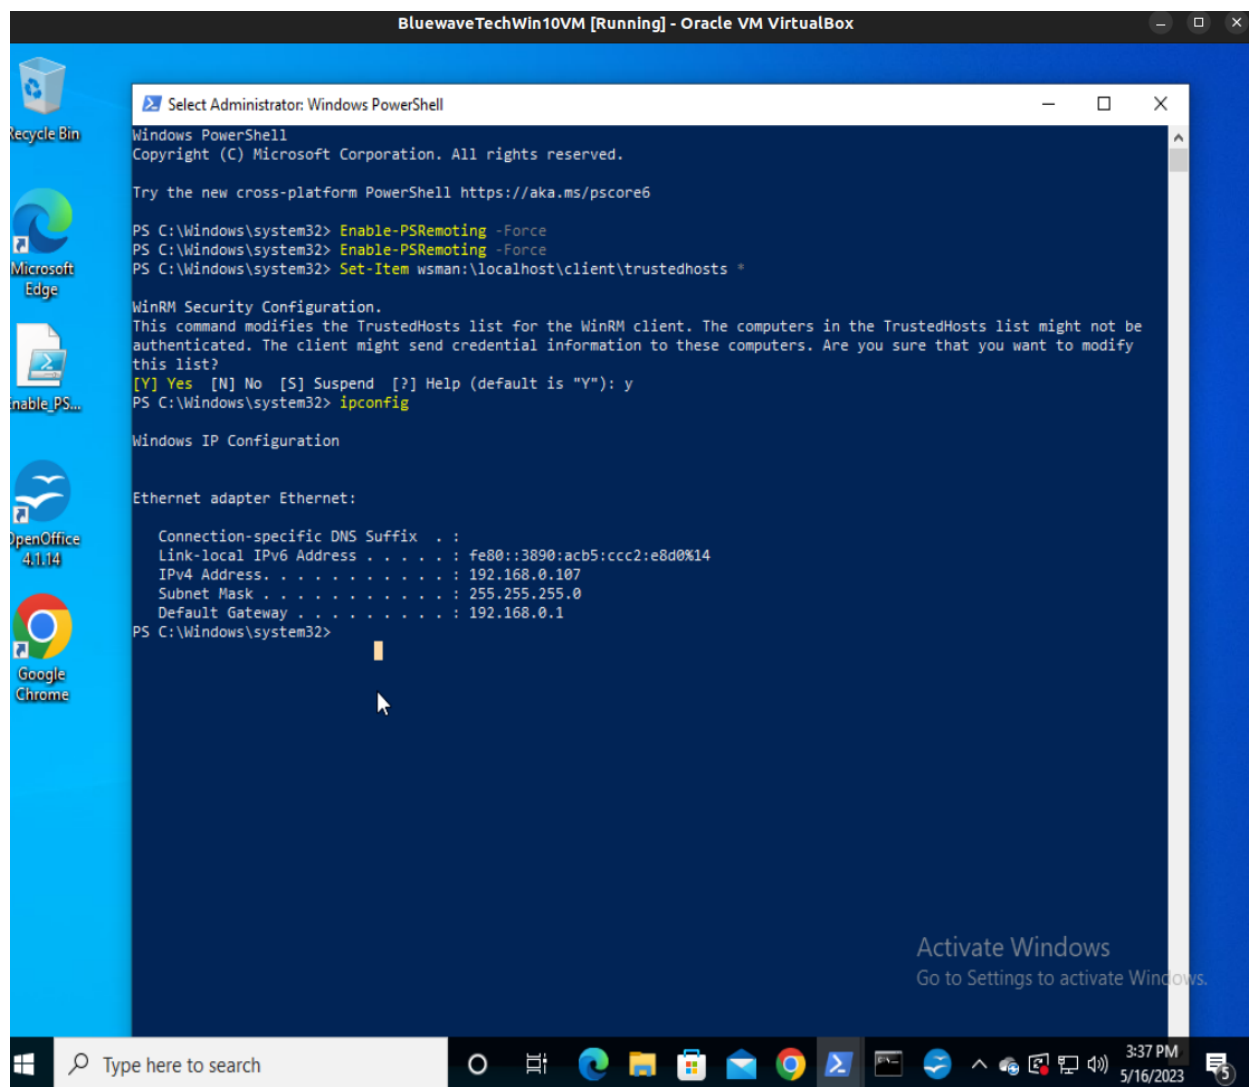 BluewaveTechWin10VM [Running] - Oracle VM VirtualBox
Recycle Bin
Microsoft
Edge
Enable_PS...
OpenOffice
4.1.14
Google
Chrome
Select Administrator: Windows PowerShell
Windows PowerShell
Copyright (C) Microsoft Corporation. All rights reserved.
Try the new cross-platform PowerShell https://aka.ms/pscore6
PS C:\Windows\system32> Enable-PSRemoting -Force
PS C:\Windows\system32> Enable-PSRemoting -Force
PS C:\Windows\system32> Set-Item wsman:\localhost\client\trustedhosts *
WinRM Security Configuration.
This command modifies the TrustedHosts list for the WinRM client. The computers in the TrustedHosts list might not be
authenticated. The client might send credential information to these computers. Are you sure that you want to modify
this list?
[Y] Yes  [N] No  [S] Suspend  [?] Help (default is "Y"): y
PS C:\Windows\system32> ipconfig
Windows IP Configuration
Ethernet adapter Ethernet:
Connection-specific DNS Suffix  . :
Link-local IPv6 Address . . . . . : fe80::3890:acb5:ccc2:e8d0%14
IPv4 Address. . . . . . . . . . . : 192.168.0.107
Subnet Mask . . . . . . . . . . . : 255.255.255.0
Default Gateway . . . . . . . . . : 192.168.0.1
PS C:\Windows\system32>
Activate Windows
Go to Settings to activate Windows.
Type here to search
3:37 PM
5/16/2023
5